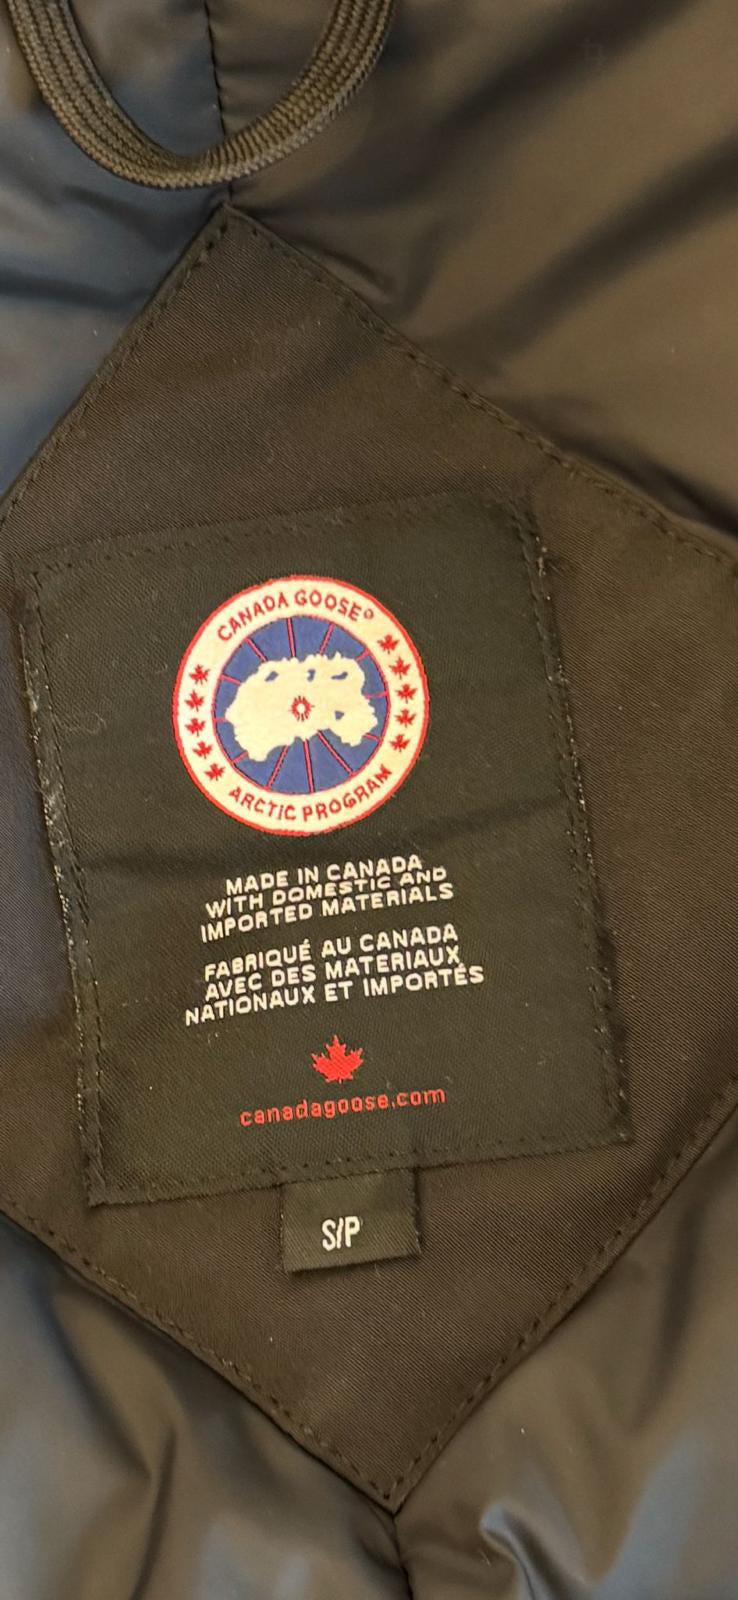 CANADA GOOSE®
ARCTIC PROGRAM
MADE IN CANADA
WITH DOMESTIC AND
IMPORTED MATERIALS
FABRIQUÉ AU CANADA
AVEC DES MATERIAUX
NATIONAUX ET IMPORTÉS
canadagoose.com
S/P